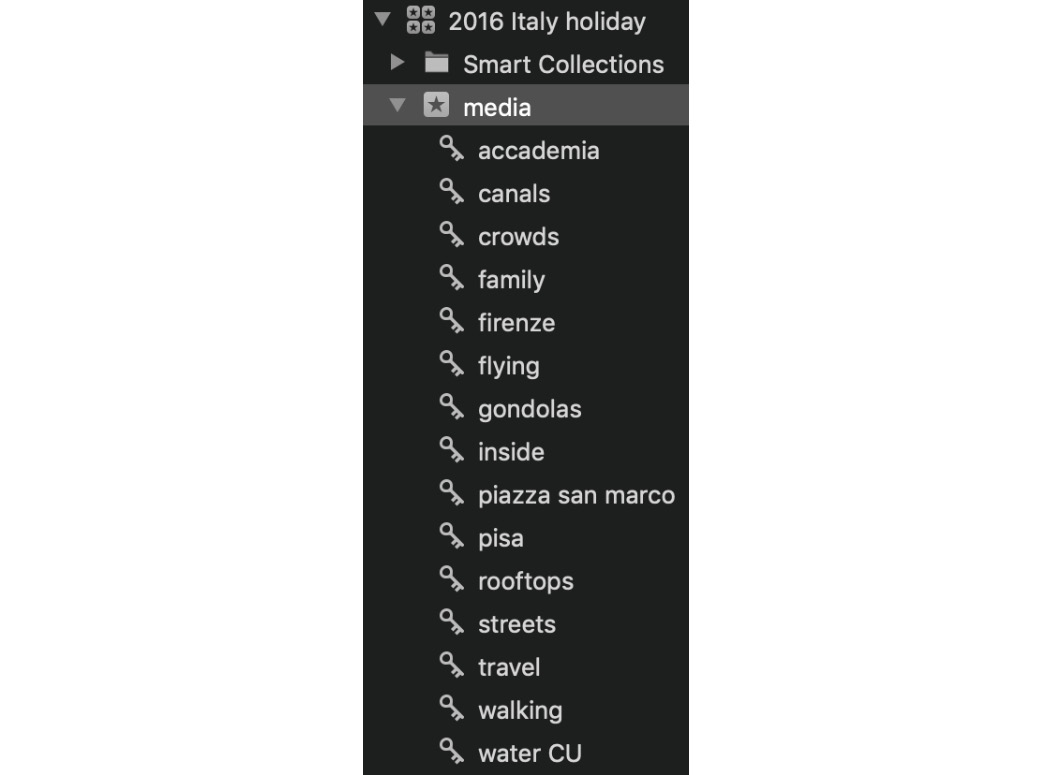 2016 Italy holiday
Smart Collections
media
accademia
canals
crowds
family
firenze
flying
gondolas
inside
piazza san marco
pisa
rooftops
streets
travel
walking
water CU